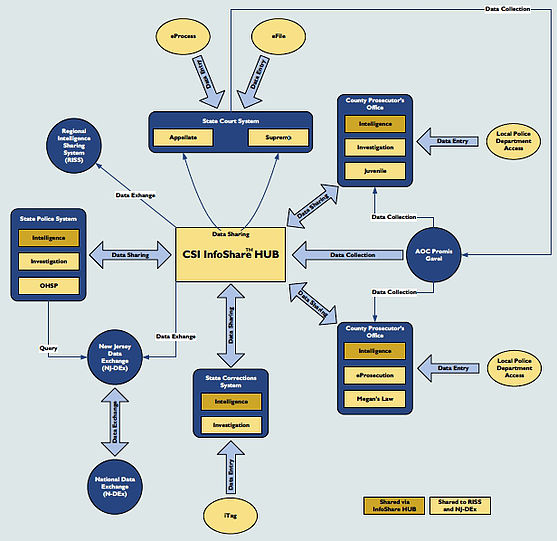 Data Collection
eProcess
eFile
Data Entry
Data Entry
State Court System
Appellate
Supremo
County Prosecutor's
Office
Intelligence
Investigation
Juvenile
Data Entry
Local Police
Department
Access
Regional
Intelligence
Sharing
System
(RISS)
Data Exhange
Data Sharing
Data Collection
State Police System
Intelligence
Investigation
OHSP
Data Sharing
Data Sharing
CSI InfoShare™ HUB
Data Collection
AOC Promis
Gavel
Data Sharing
Data Collection
Query
Data Exhange
New Jersey
Data
Exchange
(NJ-DEx)
Data Sharing
County Prosecutor's
Office
Intelligence
eProsecution
Megan's Law
Data Entry
Local Police
Department
Access
State Corrections
System
Intelligence
Investigation
Data Exchange
National Data
Exchange
(N-DEx)
Data Entry
iTag
Shared via
InfoShare HUB
Shared to RISS
and NJ-DEx